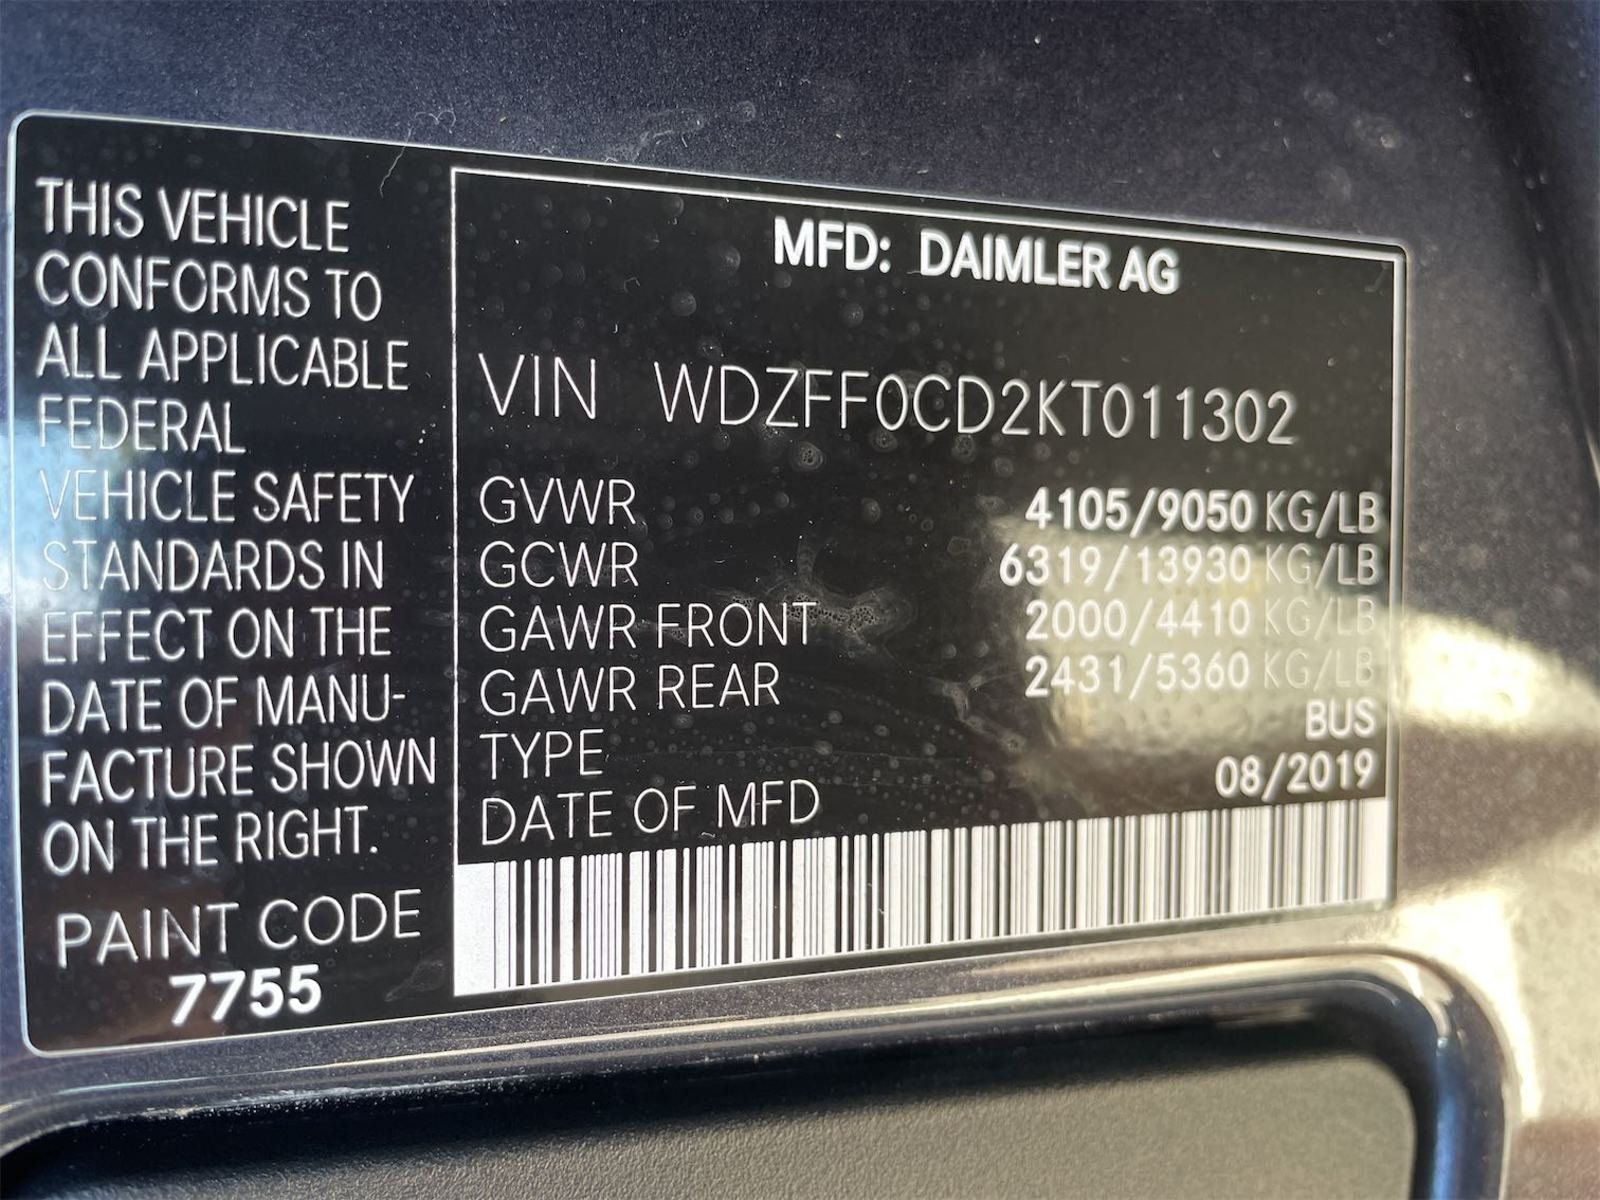 THIS VEHICLE
CONFORMS TO
ALL APPLICABLE
FEDERAL
VEHICLE SAFETY
STANDARDS IN
EFFECT ON THE
DATE OF MANU-
FACTURE SHOWN
ON THE RIGHT.
PAINT CODE
7755
MFD: DAIMLER AG
VIN WDZFF0CD2KT011302
GVWR 4105/9050 KG/LB
GCWR 6319/13930 KG/LB
GAWR FRONT 2000/4410 KG/LB
GAWR REAR 2431/5360 KG/LB
TYPE BUS
DATE OF MFD 08/2019